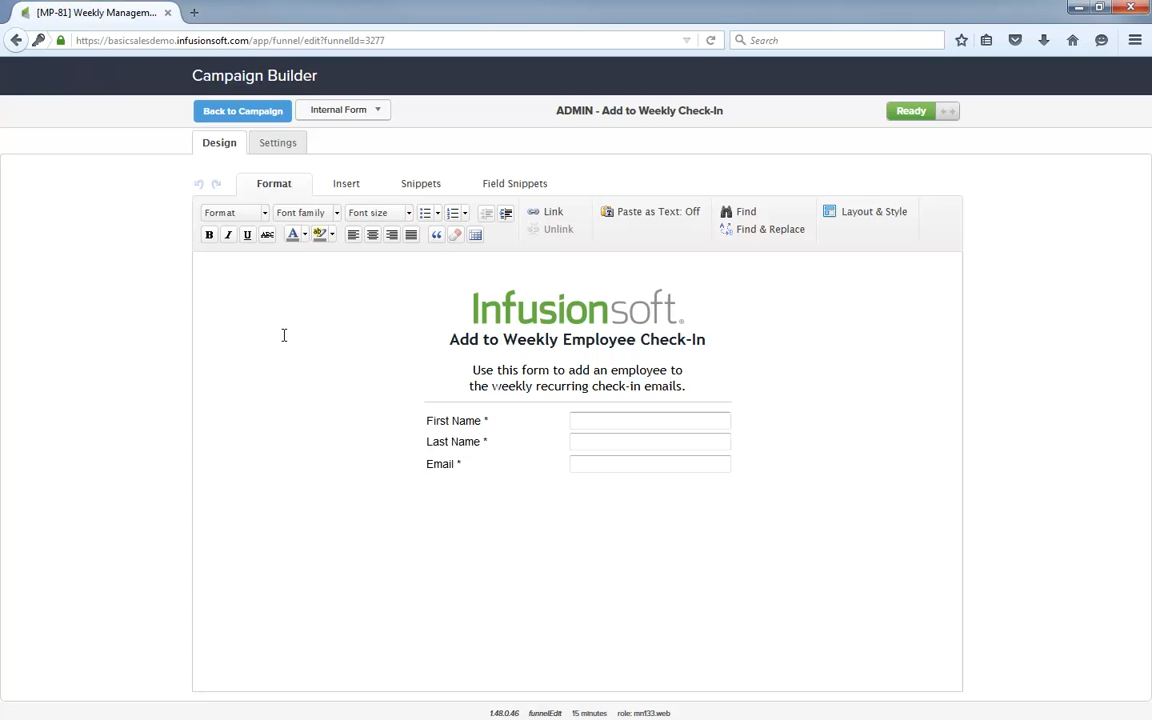 [MP-81] Weekly Managem...
https://basicsalesdemo.infusionsoft.com/app/funnel/edit?funnelId=3277
Search
Campaign Builder
Back to Campaign
Internal Form
ADMIN - Add to Weekly Check-In
Ready
Design
Settings
Format
Insert
Snippets
Field Snippets
Format
Font family
Font size
Link
Paste as Text: Off
Find
Layout & Style
B I U ABC A
Unlink
Find & Replace
Infusionsoft.
Add to Weekly Employee Check-In
Use this form to add an employee to
the weekly recurring check-in emails.
First Name *
Last Name *
Email *
1.48.0.46 funnelEdit 15 minutes role: mn133.web